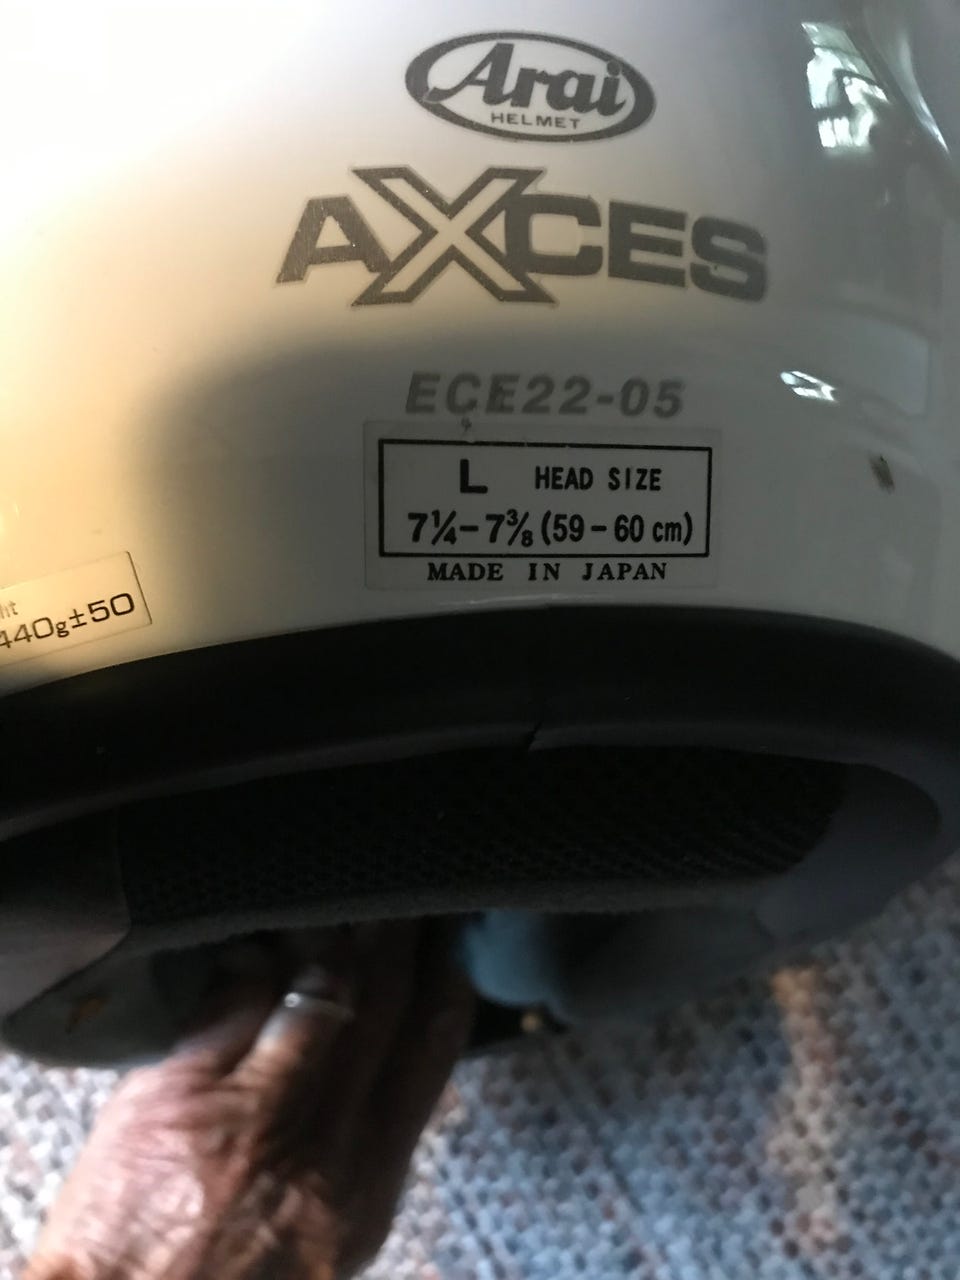 Arai
HELMET
AXCES
ECE22-05
L HEAD SIZE
7¼-7⅜ (59-60 cm)
MADE IN JAPAN
440g±50